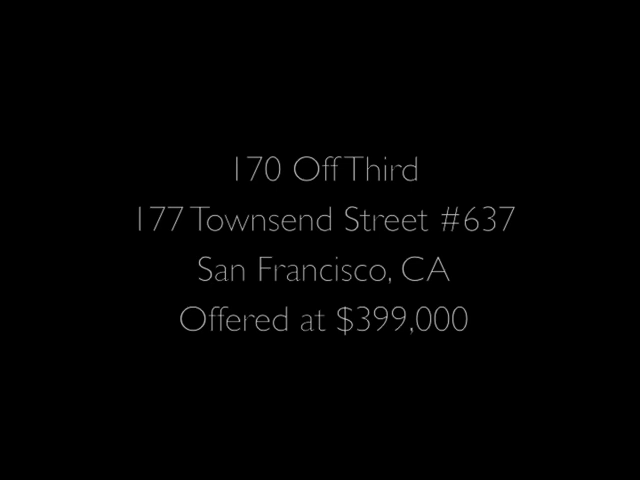 170 Off Third
177 Townsend Street #637
San Francisco, CA
Offered at $399,000